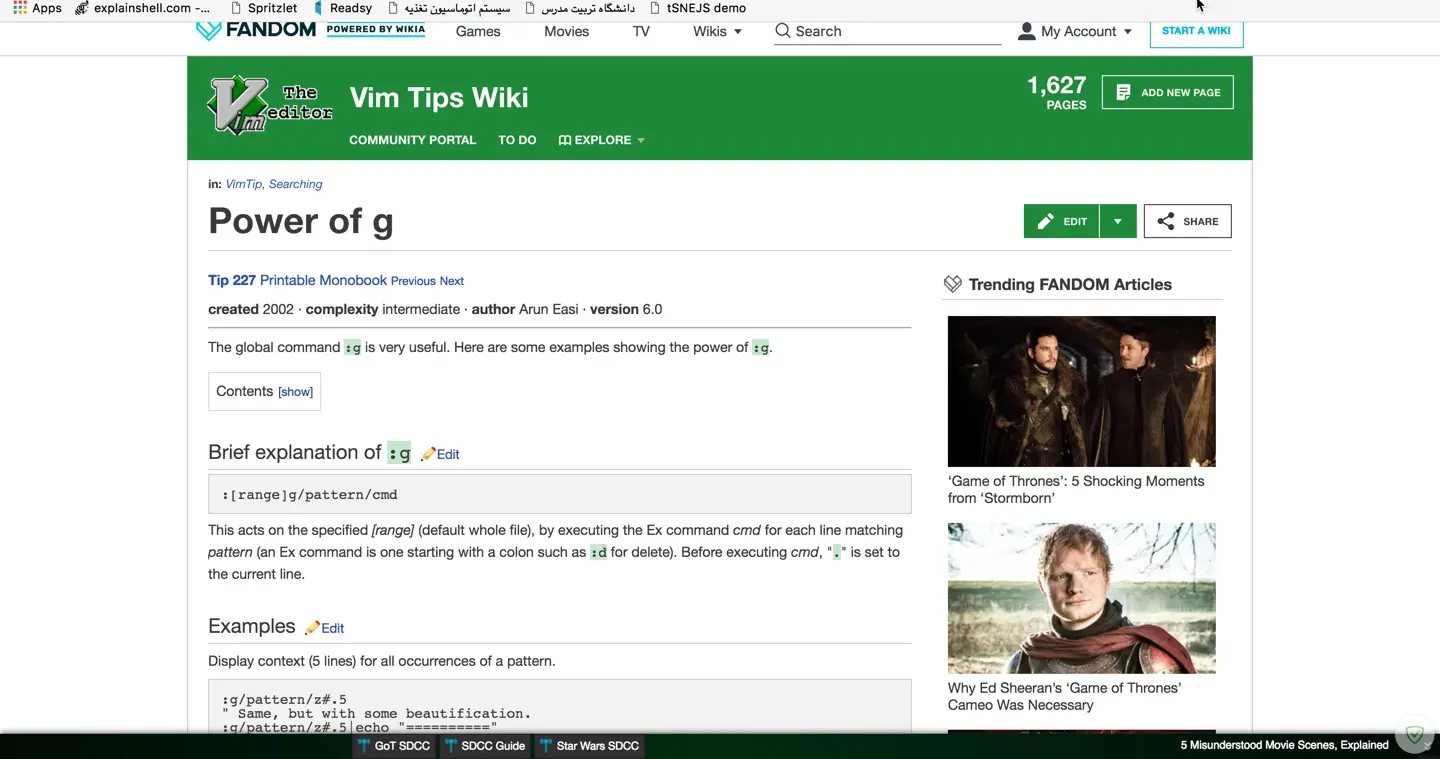 Apps explainshell.com -... Spritzlet Readsy سیستم اتوماسیون تغذیه دانشگاه تربیت مدرس tSNEJS demo
FANDOM POWERED BY WIKIA Games Movies TV Wikis Search My Account START A WIKI
The Vim editor
Vim Tips Wiki
1,627
PAGES
ADD NEW PAGE
COMMUNITY PORTAL TO DO EXPLORE
in: VimTip, Searching
Power of g
EDIT SHARE
Tip 227 Printable Monobook Previous Next
created 2002 · complexity intermediate · author Arun Easi · version 6.0
The global command :g is very useful. Here are some examples showing the power of :g.
Contents [show]
Brief explanation of :g Edit
:[range]g/pattern/cmd
This acts on the specified [range] (default whole file), by executing the Ex command cmd for each line matching
pattern (an Ex command is one starting with a colon such as :d for delete). Before executing cmd, "." is set to
the current line.
Examples Edit
Display context (5 lines) for all occurrences of a pattern.
:g/pattern/z#.5
" Same, but with some beautification.
:g/pattern/z#.5|echo "=========="
Trending FANDOM Articles
‘Game of Thrones’: 5 Shocking Moments
from ‘Stormborn’
Why Ed Sheeran’s ‘Game of Thrones’
Cameo Was Necessary
GoT SDCC SDCC Guide Star Wars SDCC 5 Misunderstood Movie Scenes, Explained